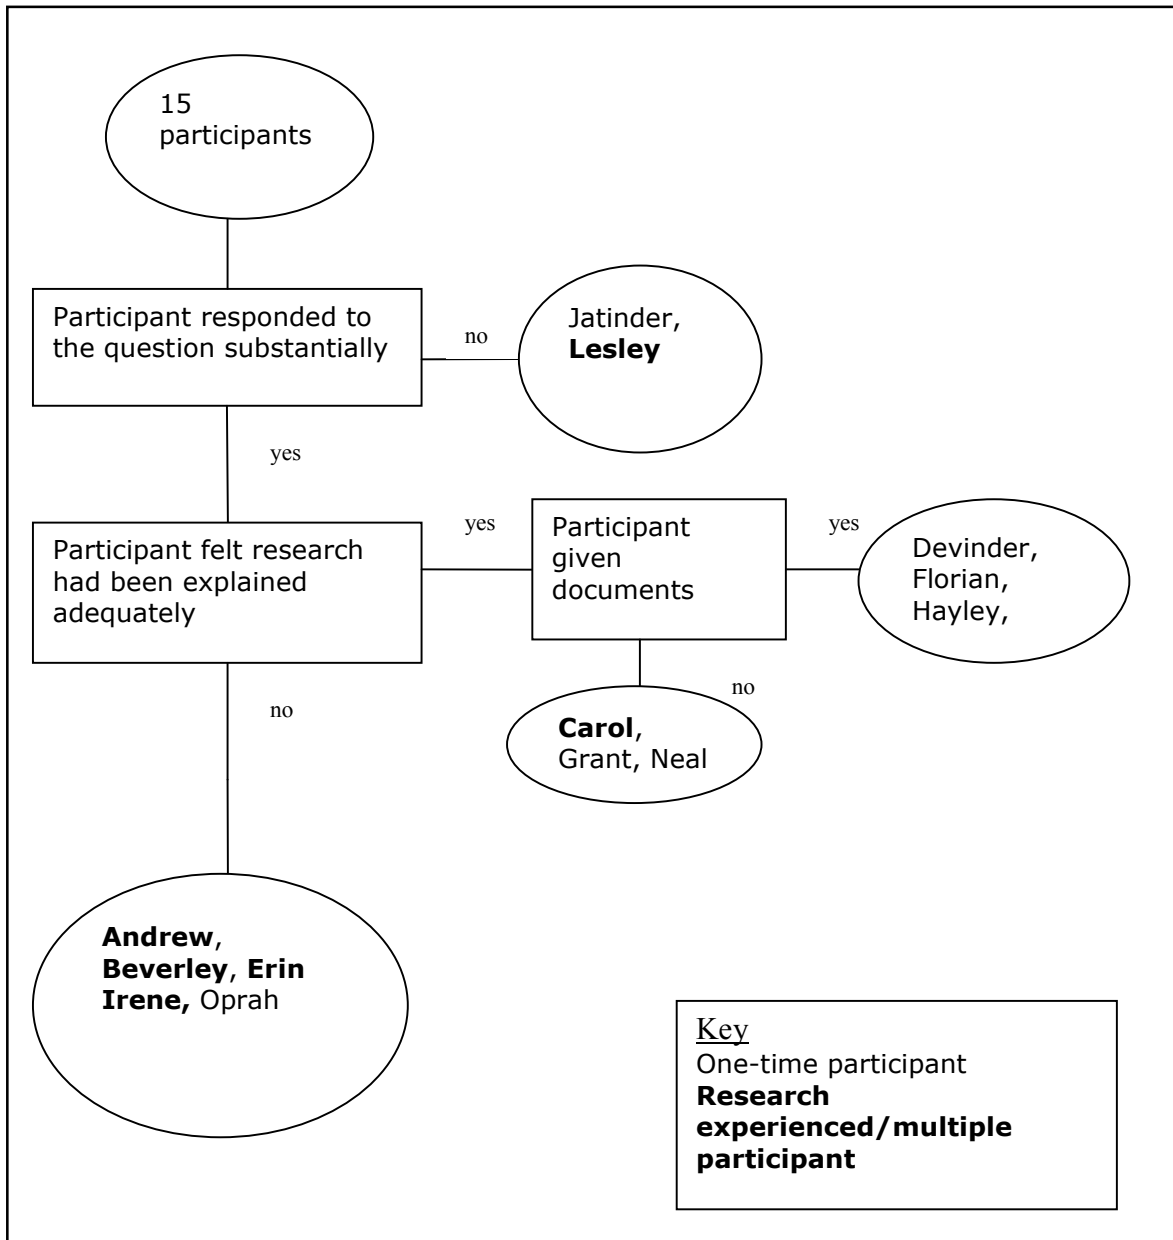 15
participants
Participant responded to
the question substantially
no
Jatinder,
Lesley
yes
Participant felt research
had been explained
adequately
yes
Participant
given
documents
yes
Devinder,
Florian,
Hayley,
no
Carol,
Grant, Neal
no
Andrew,
Beverley, Erin
Irene, Oprah
Key
One-time participant
Research
experienced/multiple
participant